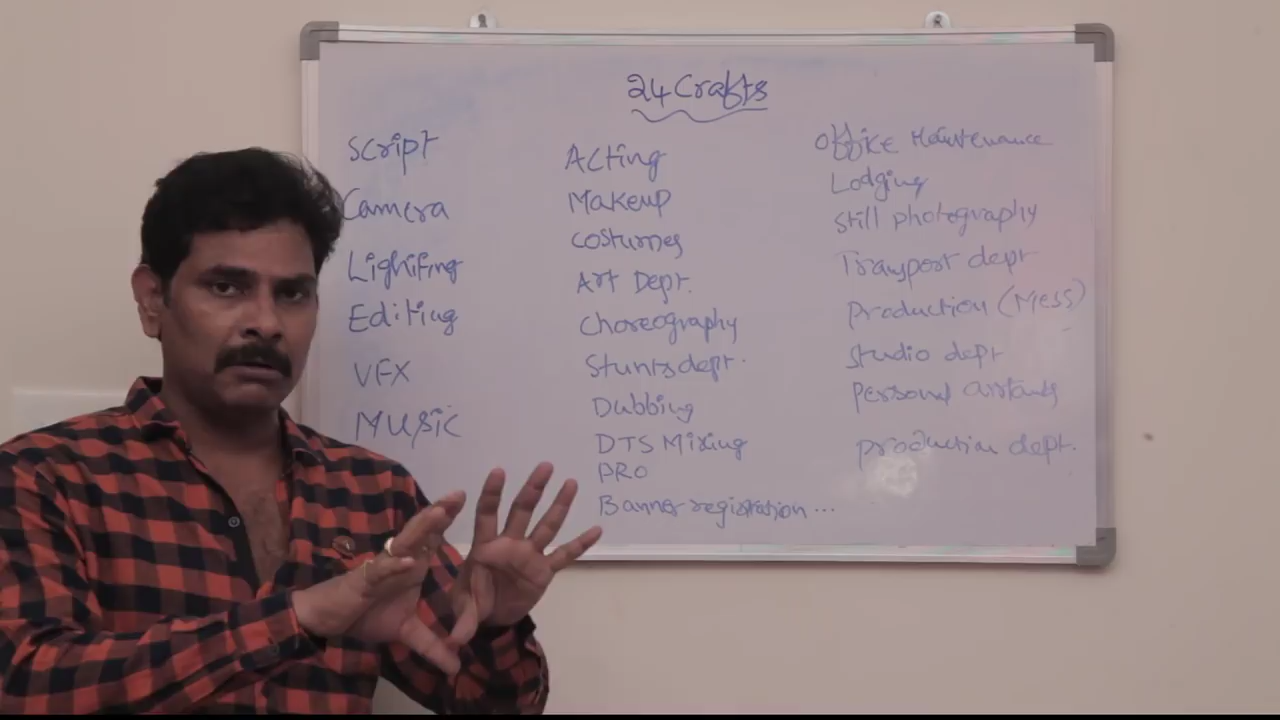 24 Crafts
Script
Camera
Lighting
Editing
VFX
Music
Acting
Makeup
Costumes
Art Dept.
Choreography
Stunts dept.
Dubbing
DTS Mixing
PRO
Banner registration...
Office Maintenance
Lodging
Still photography
Transport dept
Production (Mess)
Studio dept
Personal
production dept.